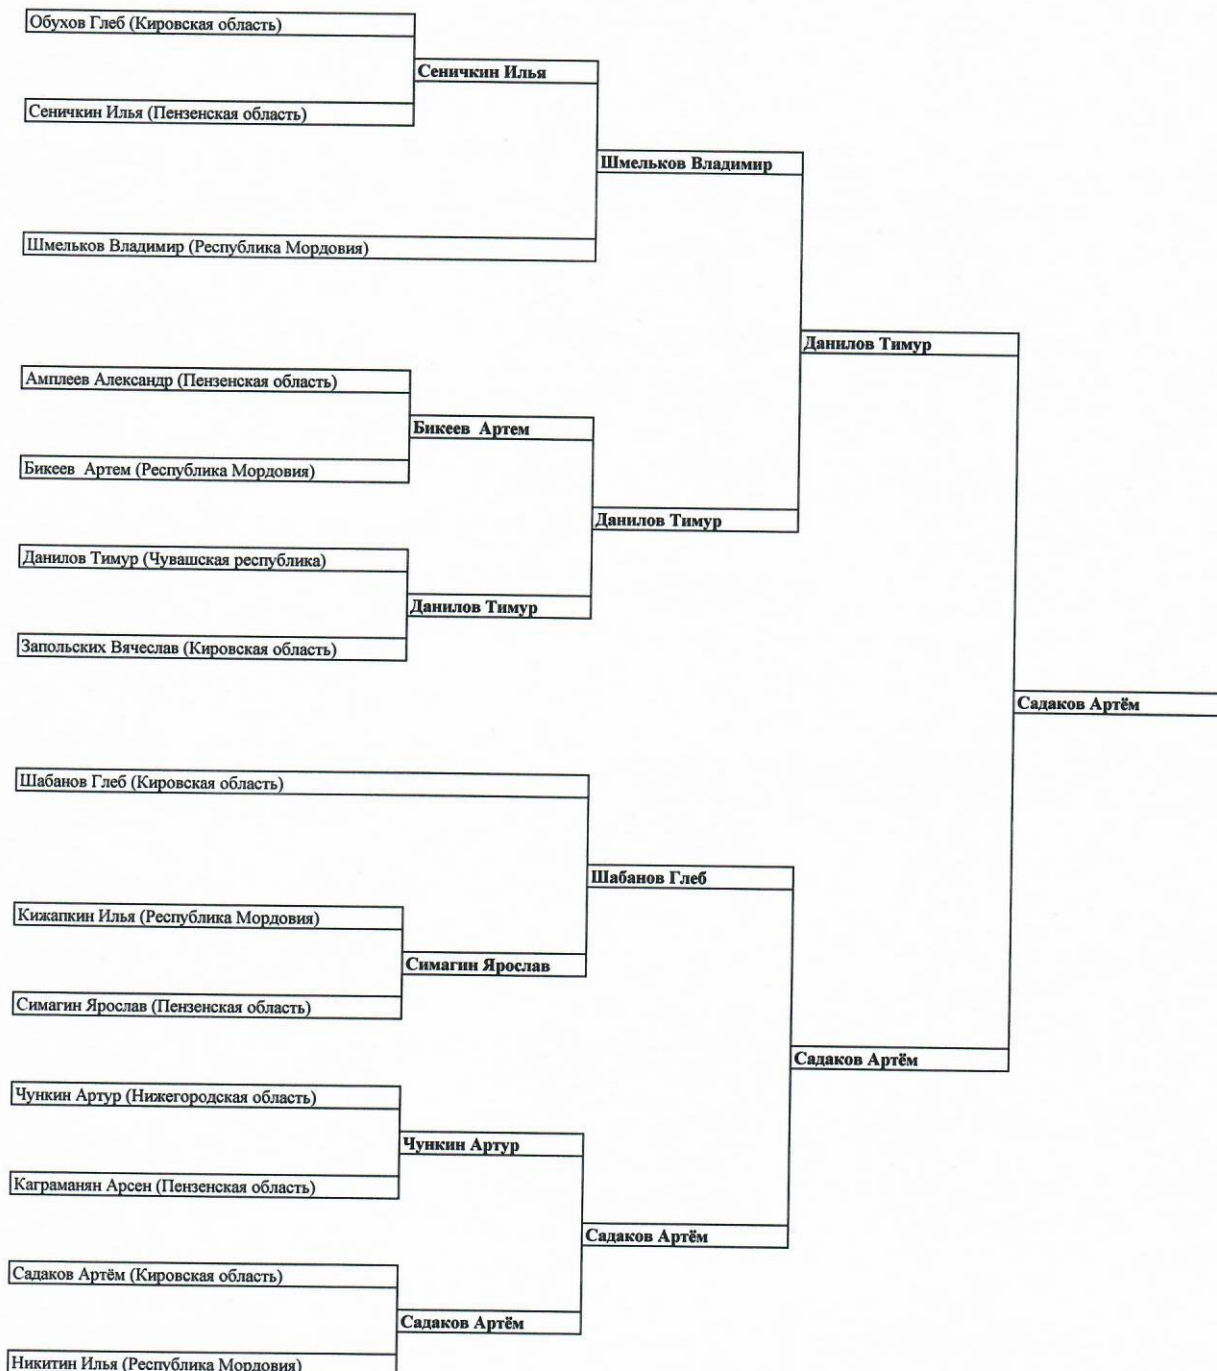 Обухов Глеб (Кировская область)
Сеничкин Илья
Сеничкин Илья (Пензенская область)
Шмельков Владимир
Шмельков Владимир (Республика Мордовия)
Данилов Тимур
Амплеев Александр (Пензенская область)
Бикеев  Артем
Бикеев  Артем (Республика Мордовия)
Данилов Тимур
Данилов Тимур (Чувашская республика)
Данилов Тимур
Запольских Вячеслав (Кировская область)
Садаков Артём
Шабанов Глеб (Кировская область)
Шабанов Глеб
Кижапкин Илья (Республика Мордовия)
Симагин Ярослав
Симагин Ярослав (Пензенская область)
Садаков Артём
Чункин Артур (Нижегородская область)
Чункин Артур
Каграманян Арсен (Пензенская область)
Садаков Артём
Садаков Артём (Кировская область)
Садаков Артём
Никитин Илья (Республика Мордовия)